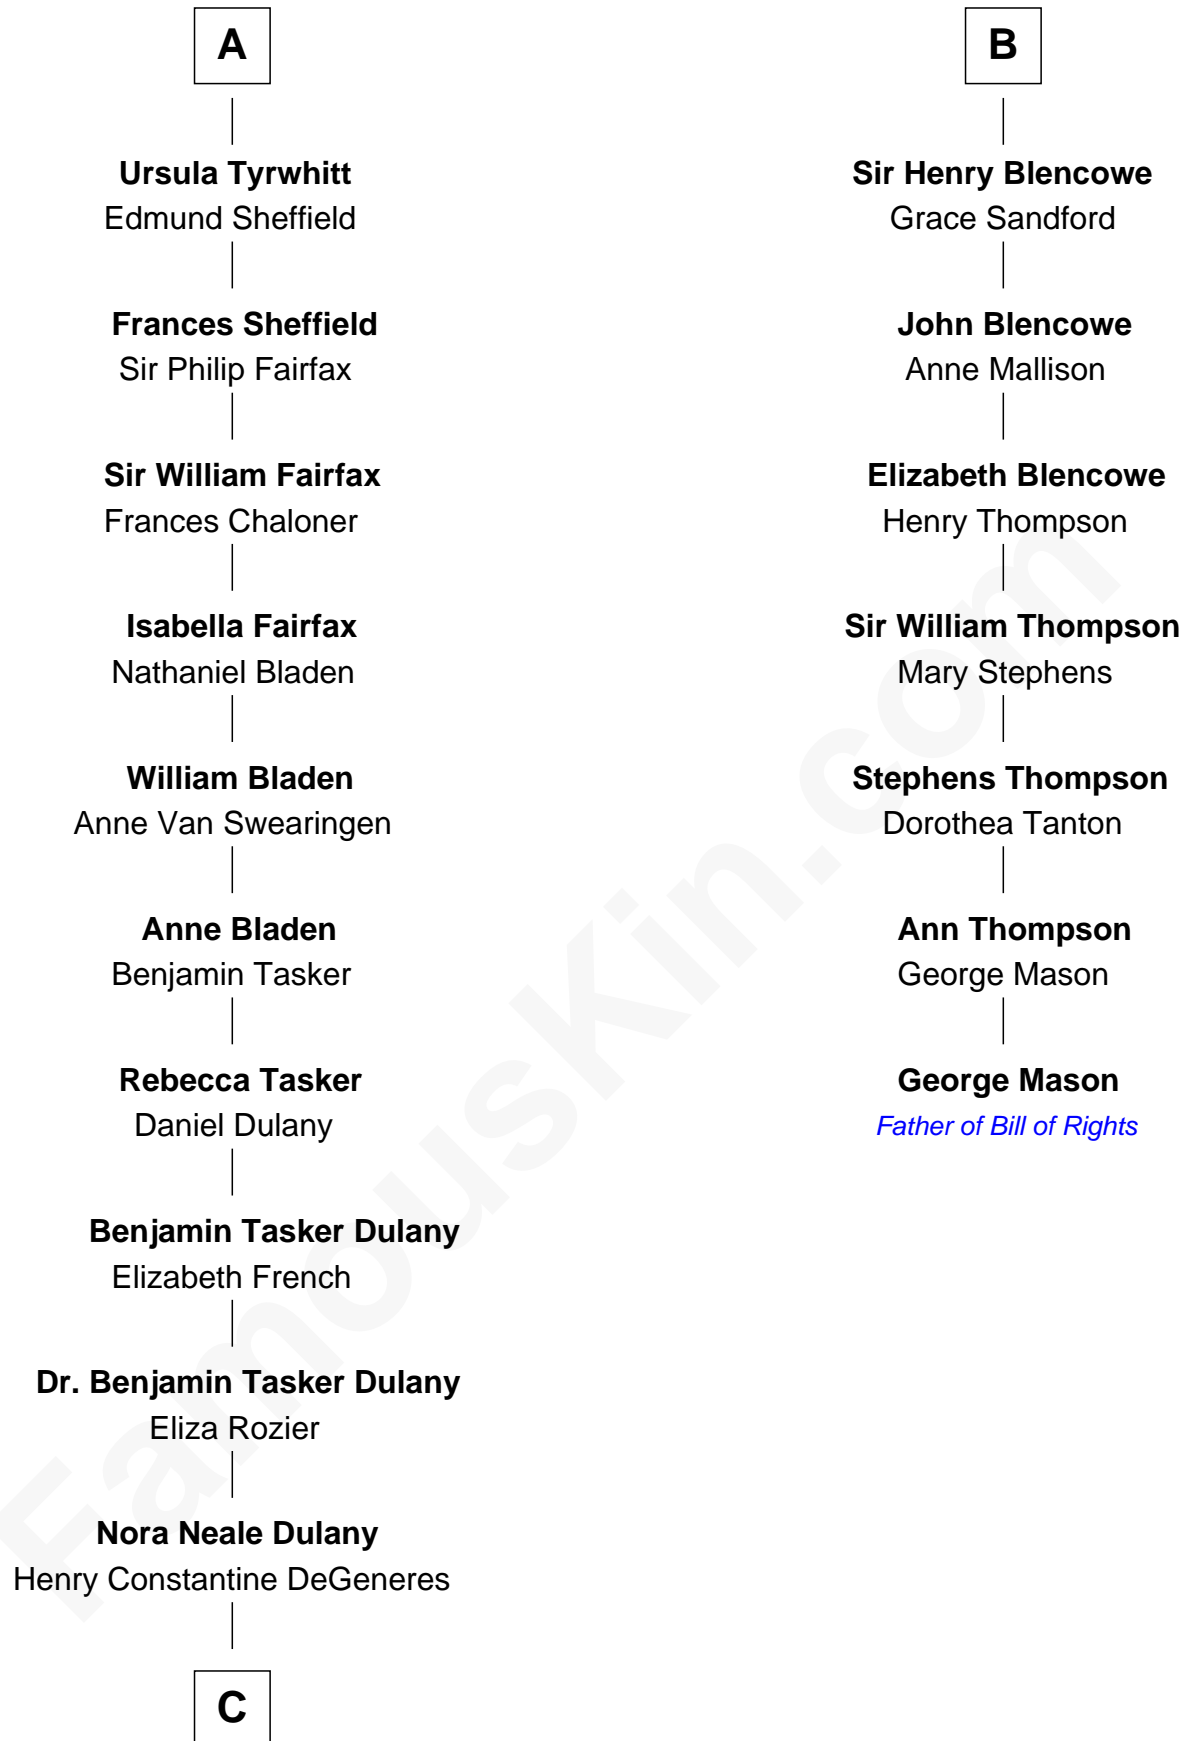 A
Ursula Tyrwhitt
Edmund Sheffield
Frances Sheffield
Sir Philip Fairfax
Sir William Fairfax
Frances Chaloner
Isabella Fairfax
Nathaniel Bladen
William Bladen
Anne Van Swearingen
Anne Bladen
Benjamin Tasker
Rebecca Tasker
Daniel Dulany
Benjamin Tasker Dulany
Elizabeth French
Dr. Benjamin Tasker Dulany
Eliza Rozier
Nora Neale Dulany
Henry Constantine DeGeneres
C
B
Sir Henry Blencowe
Grace Sandford
John Blencowe
Anne Mallison
Elizabeth Blencowe
Henry Thompson
Sir William Thompson
Mary Stephens
Stephens Thompson
Dorothea Tanton
Ann Thompson
George Mason
George Mason
Father of Bill of Rights
FamousKin.com